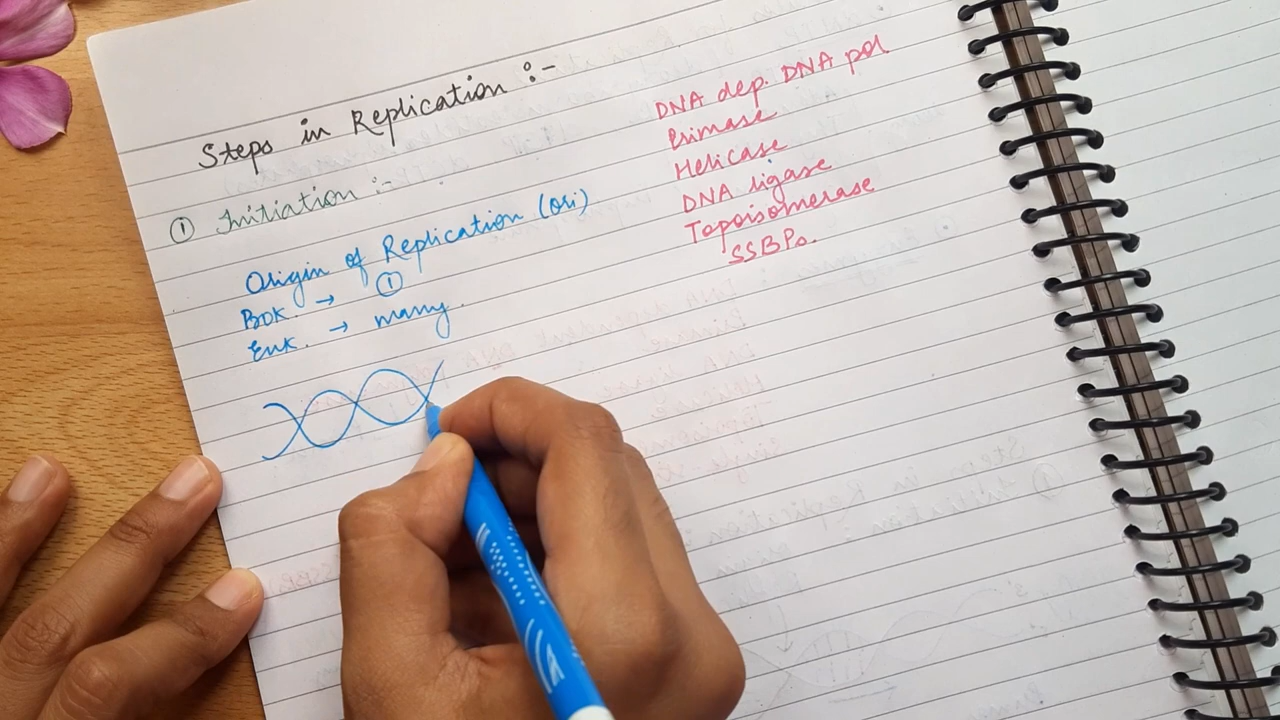 Steps in Replication :-
① Initiation :-
Origin of Replication (Ori)
Prok → ①
Euk. → many.
DNA dep. DNA pol
Primase
Helicase
DNA ligase
Topoisomerase
SSBPs.